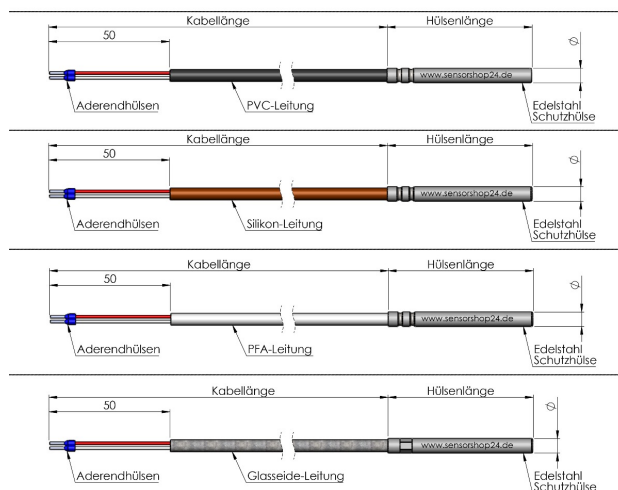 Kabellänge Hülsenlänge
50
Ø
www.sensorshop24.de
Aderendhülsen PVC-Leitung Edelstahl
Schutzhülse
Kabellänge Hülsenlänge
50
Ø
www.sensorshop24.de
Aderendhülsen Silikon-Leitung Edelstahl
Schutzhülse
Kabellänge Hülsenlänge
50
Ø
www.sensorshop24.de
Aderendhülsen PFA-Leitung Edelstahl
Schutzhülse
Kabellänge Hülsenlänge
50
Ø
www.sensorshop24.de
Aderendhülsen Glasseide-Leitung Edelstahl
Schutzhülse